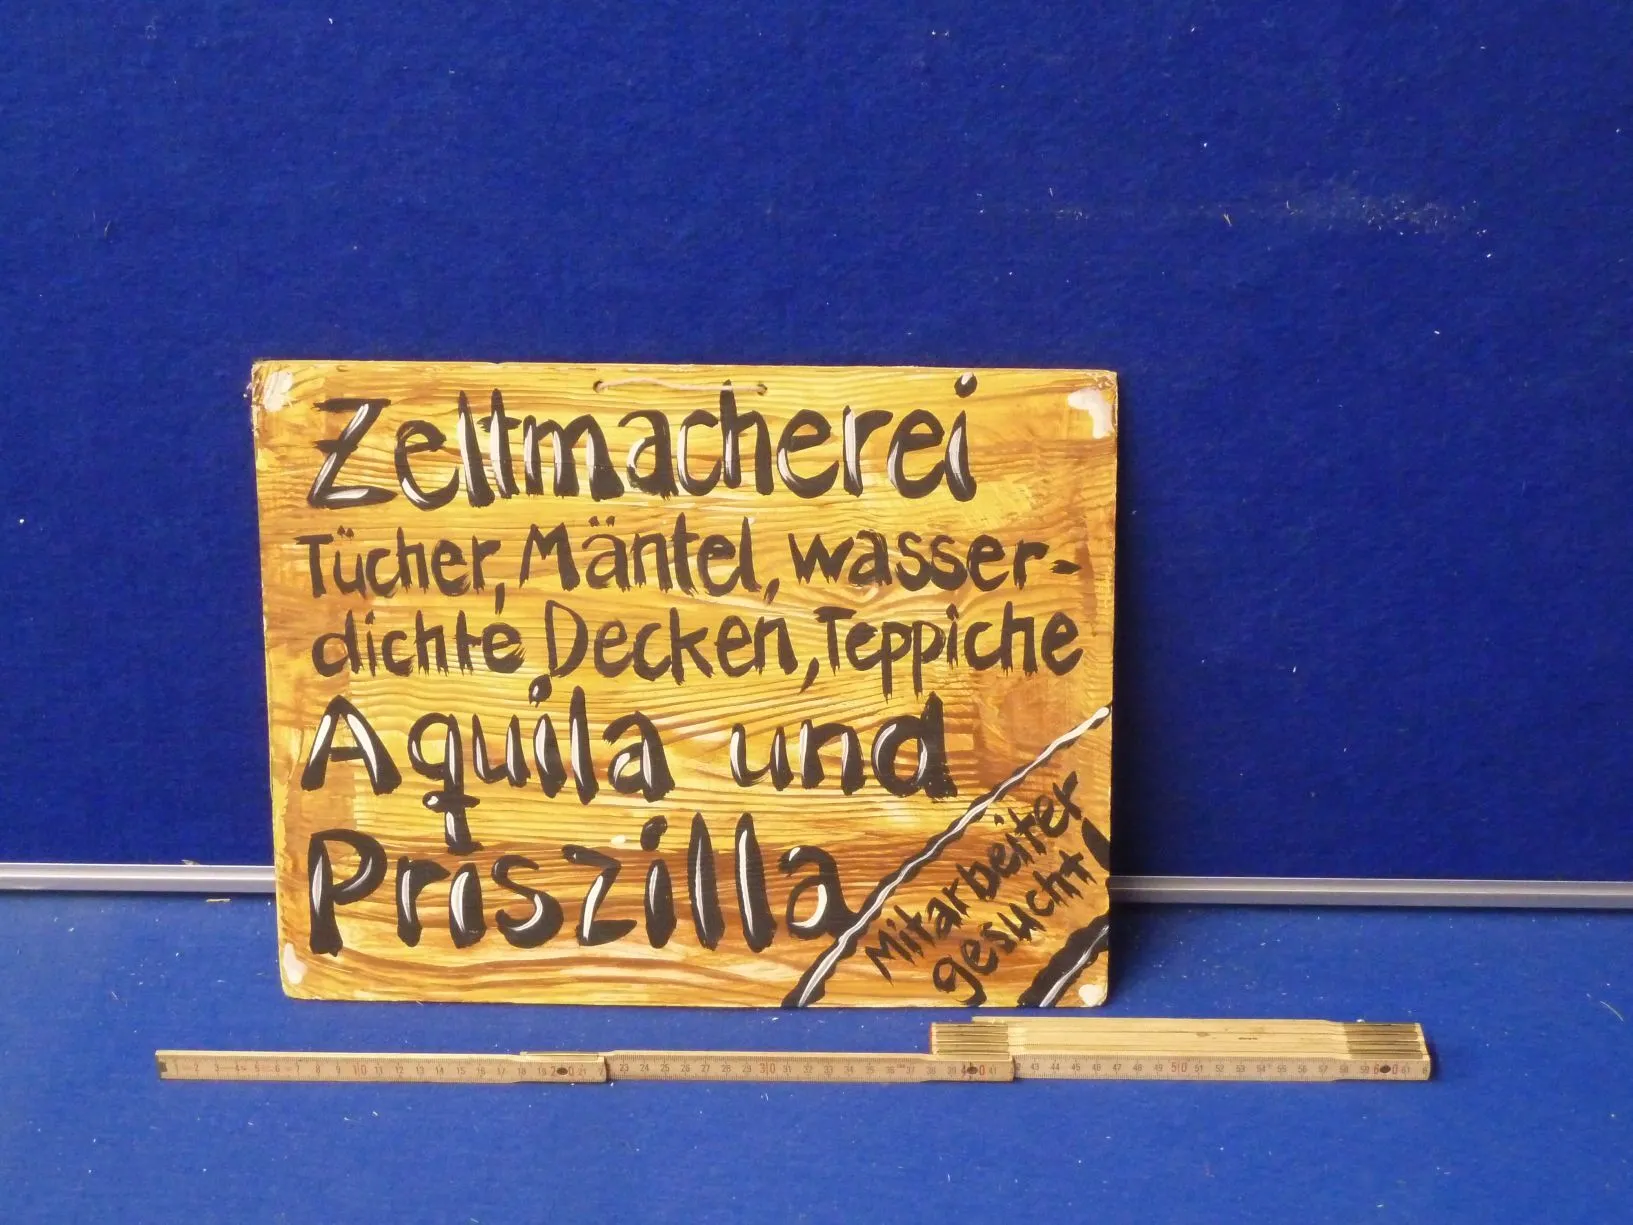 Zeltmacherei
Tücher, Mäntel, wasser-
dichte Decken, Teppiche
Aquila und
Priszilla
Mitarbeiter
gesucht!